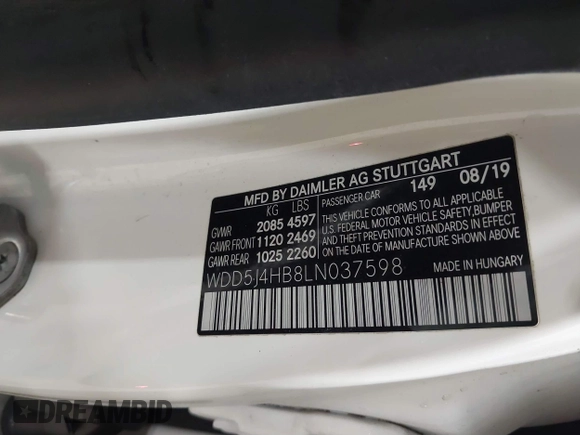 MFD BY DAIMLER AG STUTTGART
KG LBS PASSENGER CAR 149 08/19
GVWR 2085 4597
GAWR FRONT 1120 2469
GAWR REAR 1025 2260
THIS VEHICLE CONFORMS TO ALL APPLICABLE
U.S. FEDERAL MOTOR VEHICLE SAFETY,BUMPER
AND THEFT PREVENTION STANDARDS IN EFFECT
ON THE DATE OF MANUFACTURE SHOWN ABOVE
WDD5J4HB8LN037598 MADE IN HUNGARY
DREAMBID